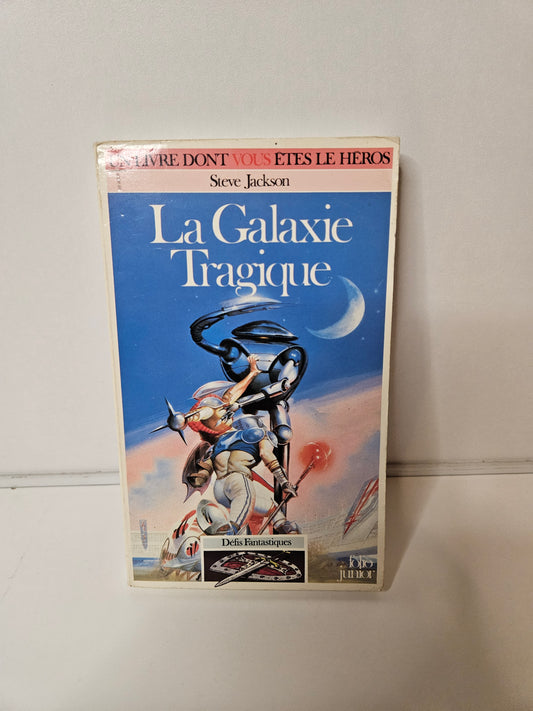 UN LIVRE DONT VOUS ÊTES LE HÉROS
Steve Jackson
La Galaxie
Tragique
Défis Fantastiques
folio
junior